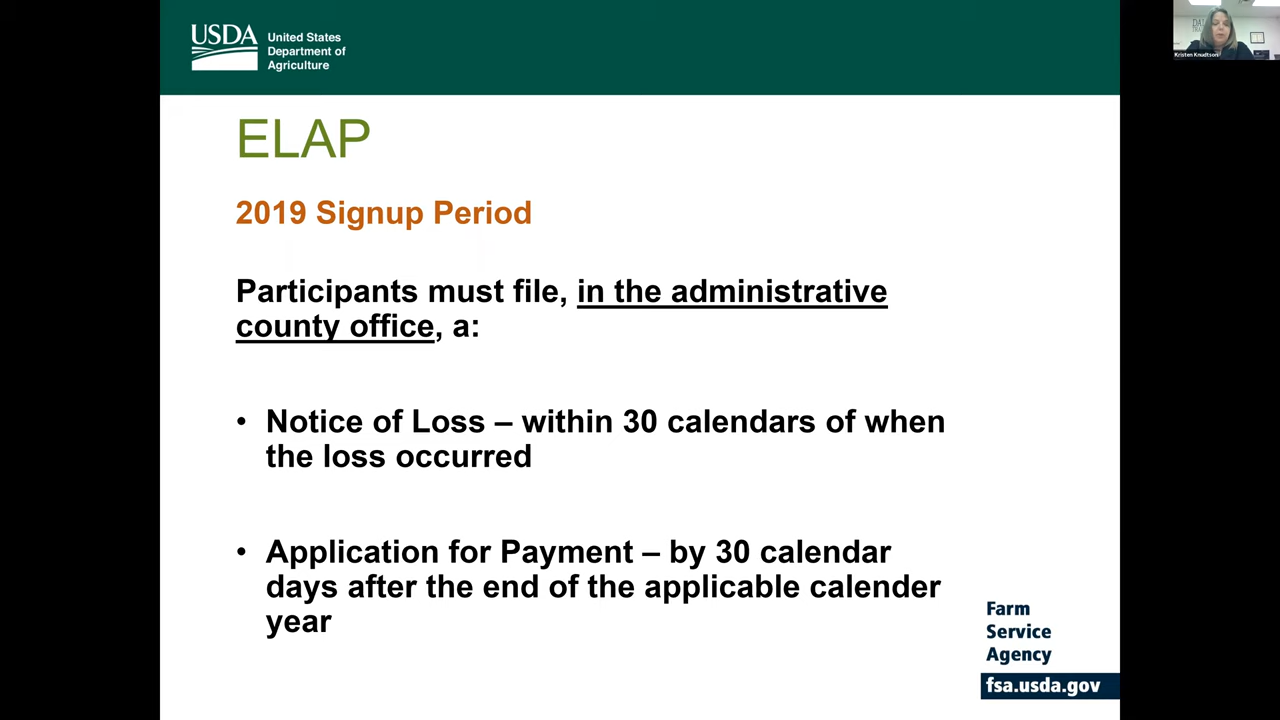 USDA
United States
Department of
Agriculture
Kristen Knudtson
ELAP
2019 Signup Period
Participants must file, in the administrative
county office, a:
• Notice of Loss – within 30 calendars of when
the loss occurred
• Application for Payment – by 30 calendar
days after the end of the applicable calender
year
Farm
Service
Agency
fsa.usda.gov